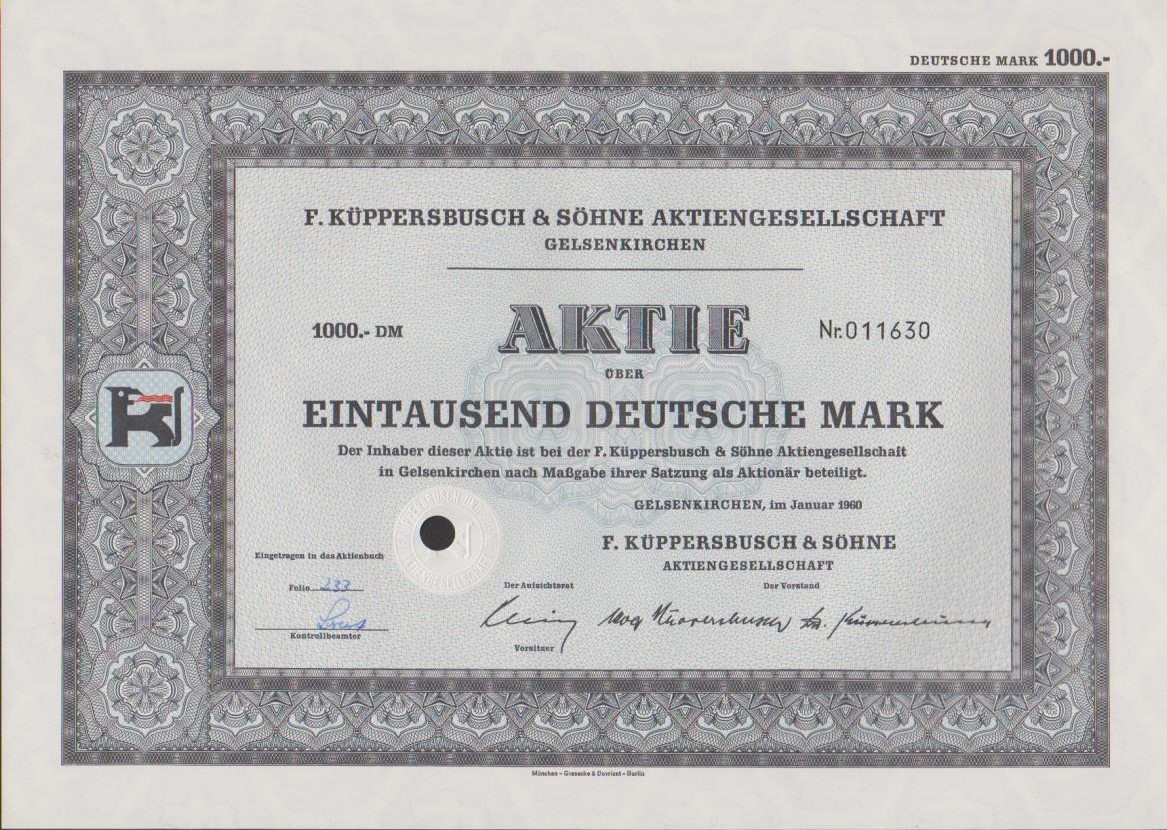 DEUTSCHE MARK 1000.-
F. KÜPPERSBUSCH & SÖHNE AKTIENGESELLSCHAFT
GELSENKIRCHEN
1000.- DM AKTIE Nr. 011630
ÜBER
EINTAUSEND DEUTSCHE MARK
Der Inhaber dieser Aktie ist bei der F. Küppersbusch & Söhne Aktiengesellschaft
in Gelsenkirchen nach Maßgabe ihrer Satzung als Aktionär beteiligt.
GELSENKIRCHEN, im Januar 1960
F. KÜPPERSBUSCH & SÖHNE
AKTIENGESELLSCHAFT
Eingetragen in das Aktienbuch
Folio 233
Der Aufsichtsrat
Der Vorstand
Kontrollbeamter
Vorsitzer
München - Giesecke & Devrient - Berlin